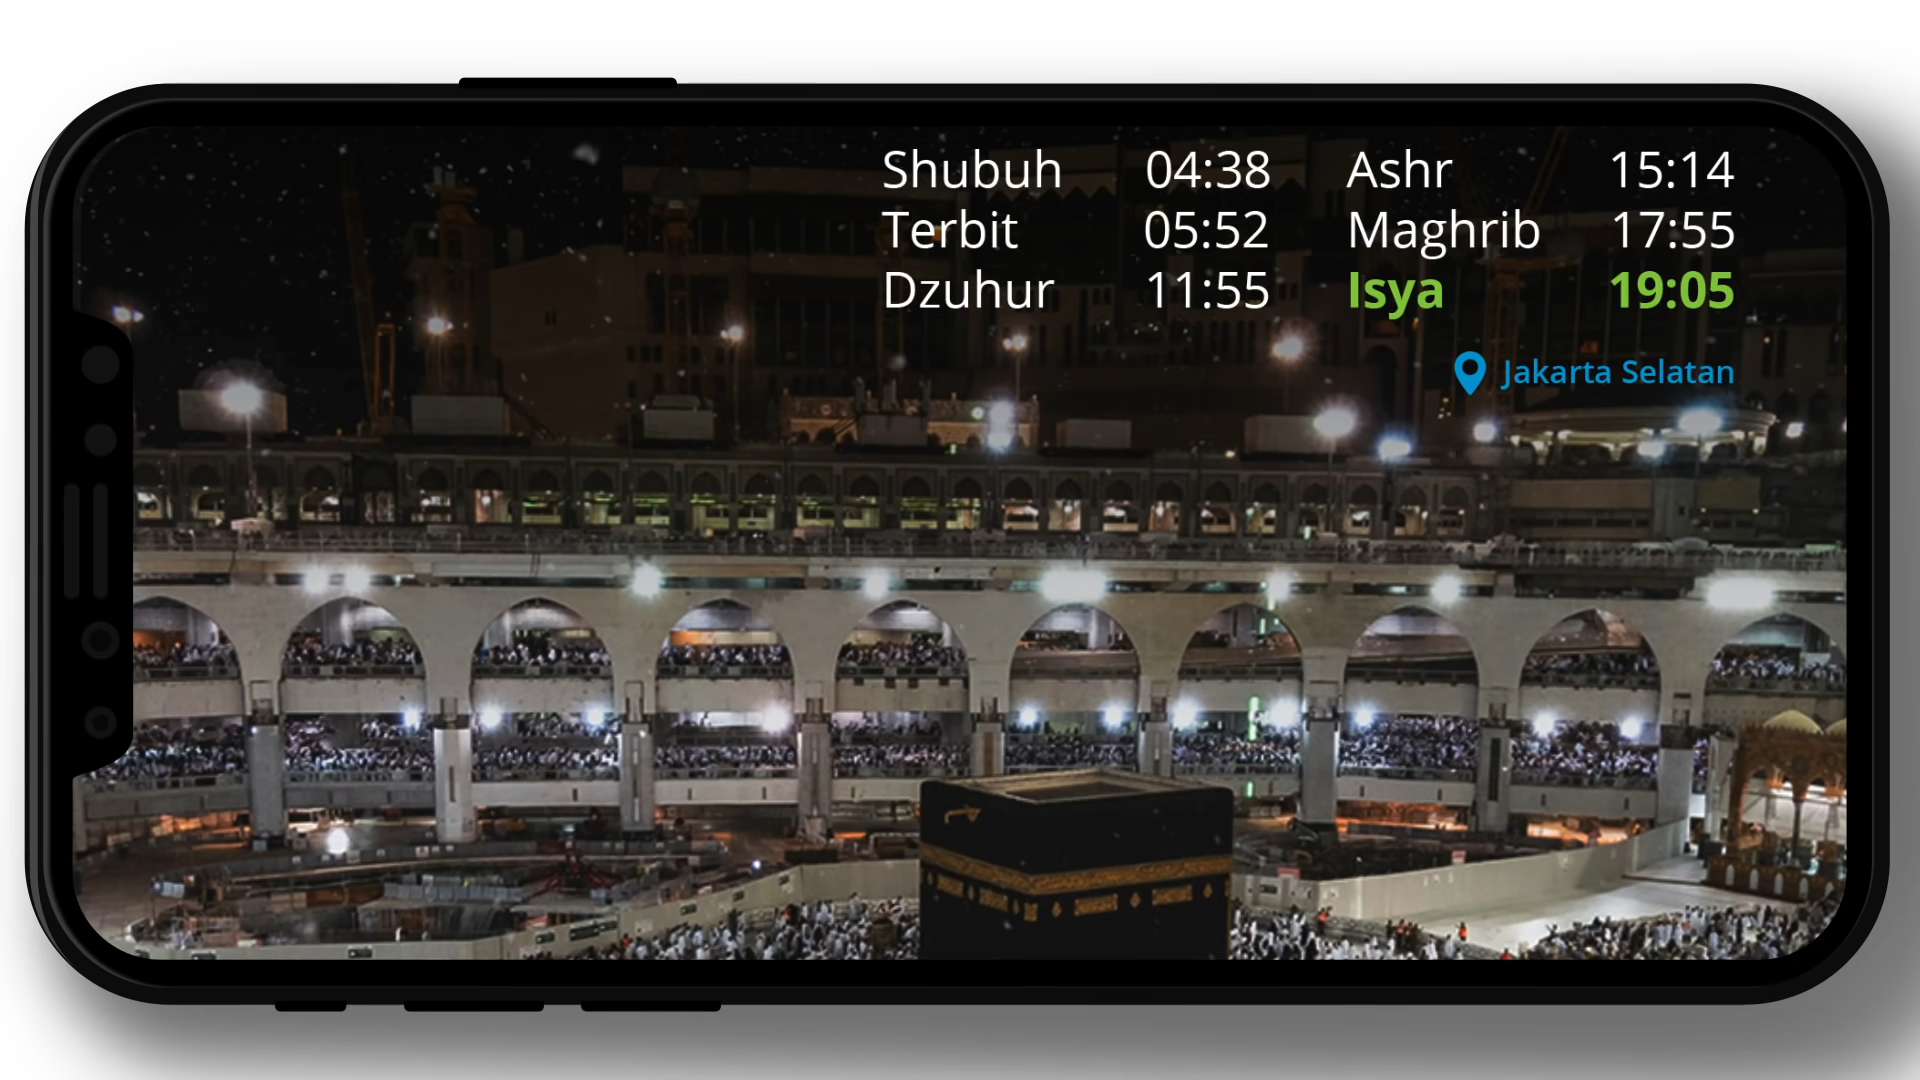 Shubuh 04:38 Ashr 15:14
Terbit 05:52 Maghrib 17:55
Dzuhur 11:55 Isya 19:05
Jakarta Selatan